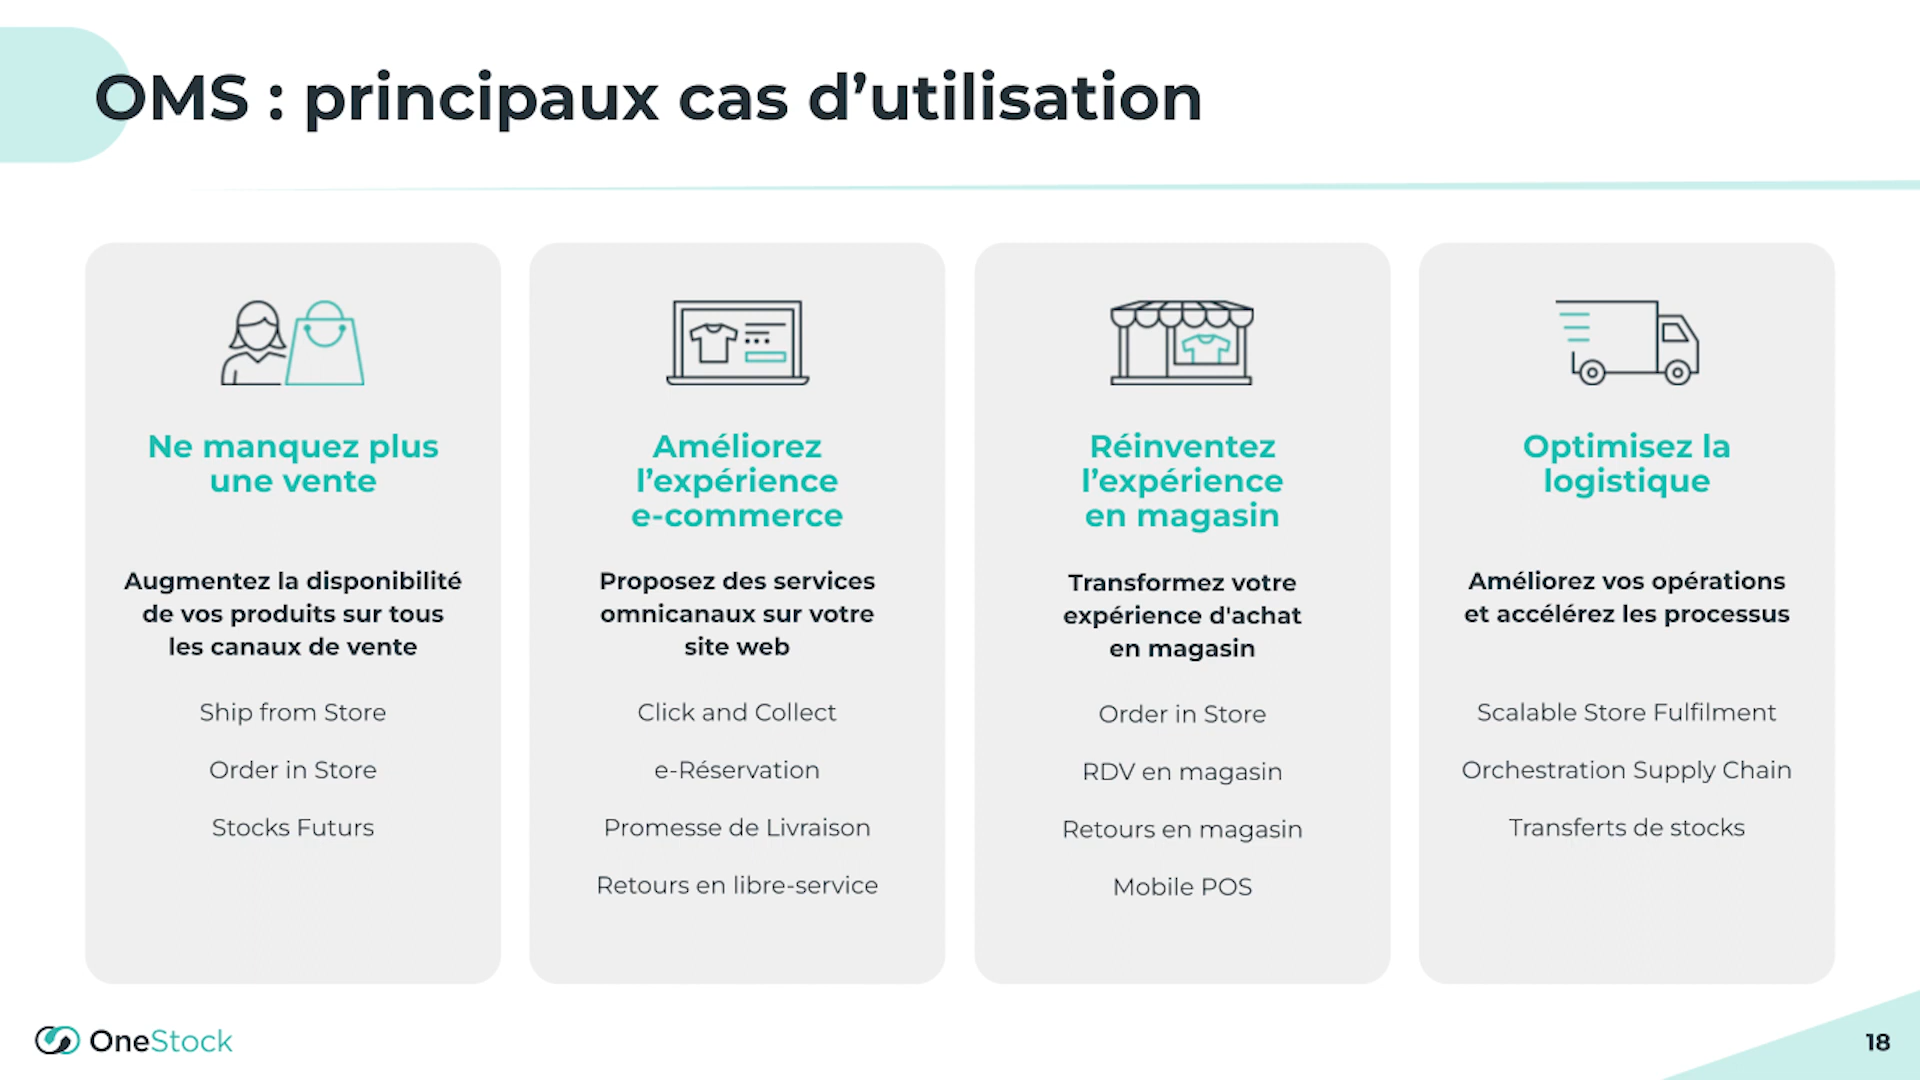 OMS : principaux cas d’utilisation
Ne manquez plus
une vente
Augmentez la disponibilité
de vos produits sur tous
les canaux de vente
Ship from Store
Order in Store
Stocks Futurs
Améliorez
l’expérience
e-commerce
Proposez des services
omnicanaux sur votre
site web
Click and Collect
e-Réservation
Promesse de Livraison
Retours en libre-service
Réinventez
l’expérience
en magasin
Transformez votre
expérience d'achat
en magasin
Order in Store
RDV en magasin
Retours en magasin
Mobile POS
Optimisez la
logistique
Améliorez vos opérations
et accélérez les processus
Scalable Store Fulfilment
Orchestration Supply Chain
Transferts de stocks
OneStock
18